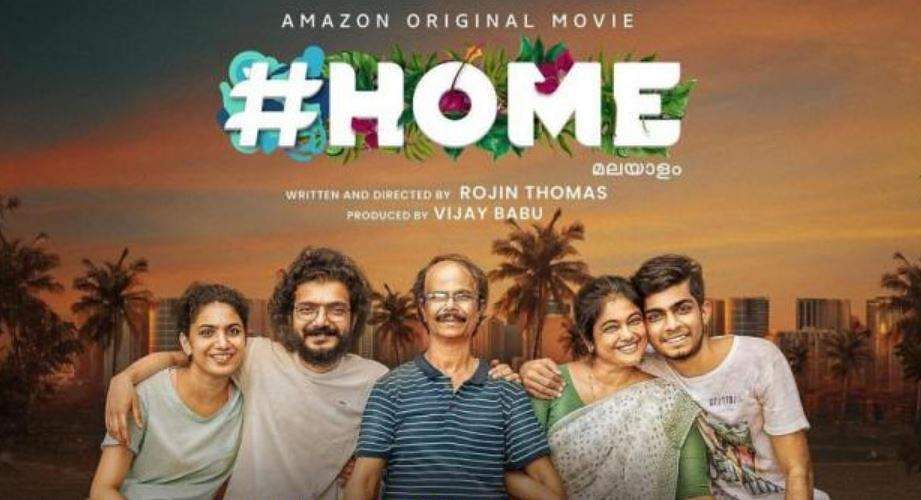 AMAZON ORIGINAL MOVIE
#HOME
മലയാളം
WRITTEN AND DIRECTED BY ROJIN THOMAS
PRODUCED BY VIJAY BABU